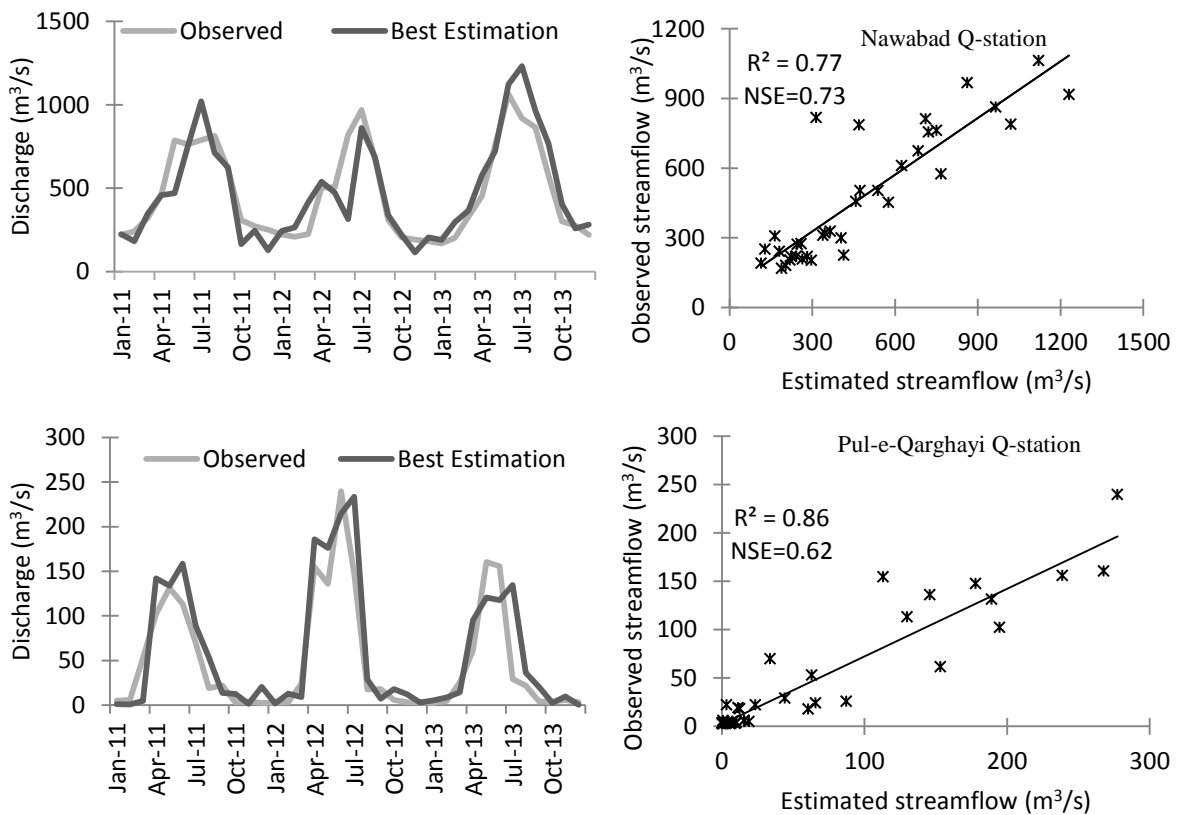 Observed
Best Estimation
Discharge (m³/s)
1500
1000
500
0
Jan-11
Apr-11
Jul-11
Oct-11
Jan-12
Apr-12
Jul-12
Oct-12
Jan-13
Apr-13
Jul-13
Oct-13
Nawabad Q-station
R² = 0.77
NSE=0.73
Observed streamflow (m³/s)
1200
900
600
300
0
0
300
600
900
1200
1500
Estimated streamflow (m³/s)
Observed
Best Estimation
Discharge (m³/s)
300
250
200
150
100
50
0
Jan-11
Apr-11
Jul-11
Oct-11
Jan-12
Apr-12
Jul-12
Oct-12
Jan-13
Apr-13
Jul-13
Oct-13
Pul-e-Qarghayi Q-station
R² = 0.86
NSE=0.62
Observed streamflow (m³/s)
300
250
200
150
100
50
0
0
100
200
300
Estimated streamflow (m³/s)